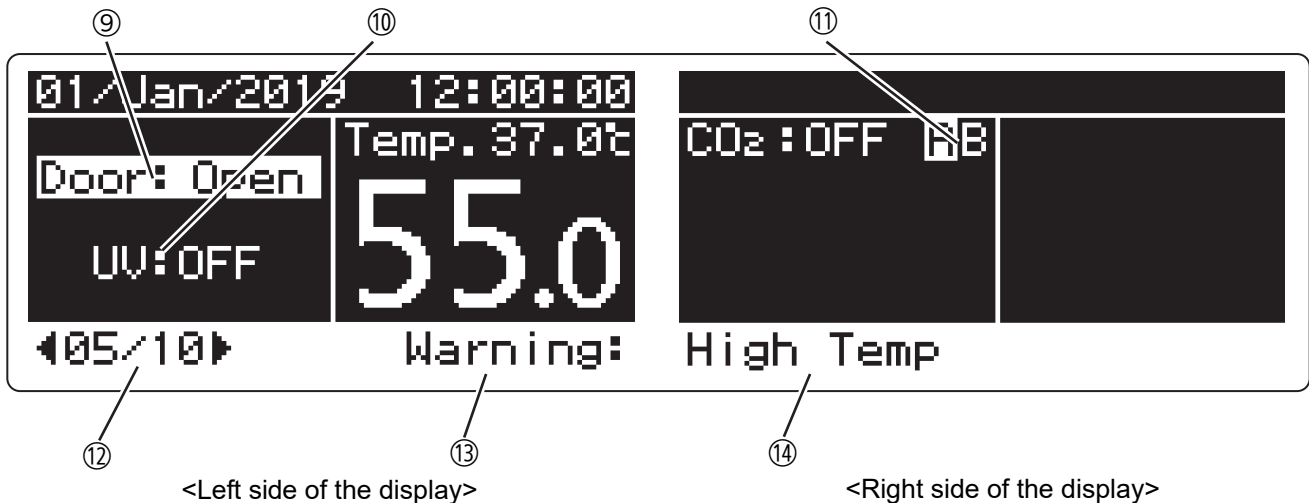 ⑨ ⑩ ⑪
01/Jan/2019 12:00:00
Temp.37.0℃
CO₂:OFF AB
Door: Open
55.0
UV:OFF
◀05/10▶ Warning: High Temp
⑫ ⑬ ⑭
<Left side of the display> <Right side of the display>